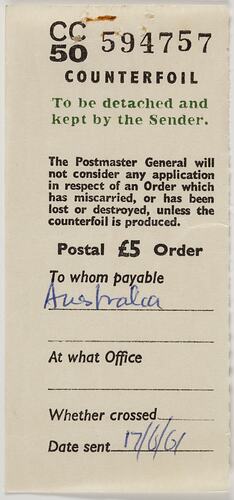 CC
50 594757
COUNTERFOIL
To be detached and
kept by the Sender.
The Postmaster General will
not consider any application
in respect of an Order which
has miscarried, or has been
lost or destroyed, unless the
counterfoil is produced.
Postal £5 Order
To whom payable
Australia
At what Office
Whether crossed
Date sent 17/6/61